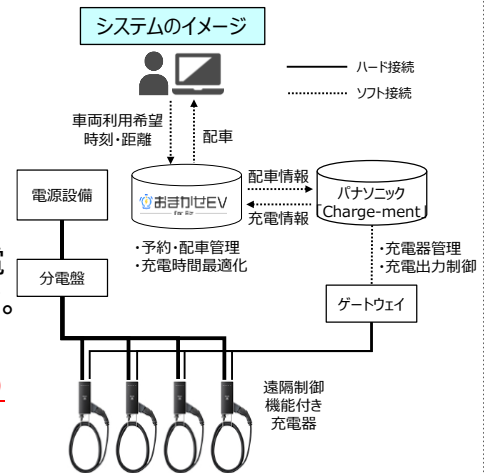 システムのイメージ
ハード接続
ソフト接続
車両利用希望
時刻・距離
配車
電源設備
おまかせEV
for Biz
配車情報
充電情報
パナソニック
「Charge-ment」
・予約・配車管理
・充電時間最適化
・充電器管理
・充電出力制御
分電盤
電
。
ゲートウェイ
遠隔制御
機能付き
充電器